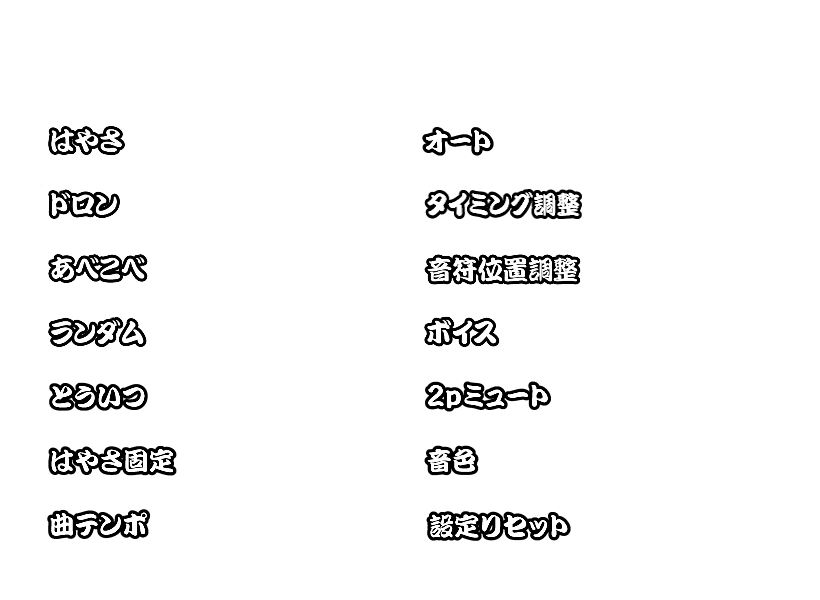 はやさ
ドロン
あべこべ
ランダム
とういつ
はやさ固定
曲テンポ
オート
タイミング調整
音符位置調整
ボイス
2pミュート
音色
設定リセット